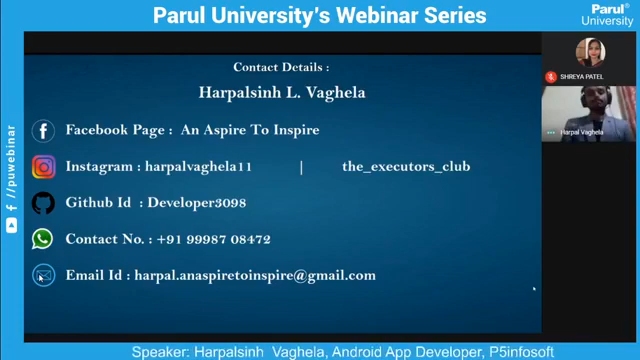 Parul University's Webinar Series
Parul®
University
Contact Details :
Harpalsinh L. Vaghela
Facebook Page : An Aspire To Inspire
Instagram : harpalvaghela11 | the_executors_club
Github Id : Developer3098
Contact No. : +91 99987 08472
Email Id : harpal.anaspiretoinspire@gmail.com
SHREYA PATEL
Harpal Vaghela
/puwebinar
Speaker: Harpalsinh Vaghela, Android App Developer, P5infosoft